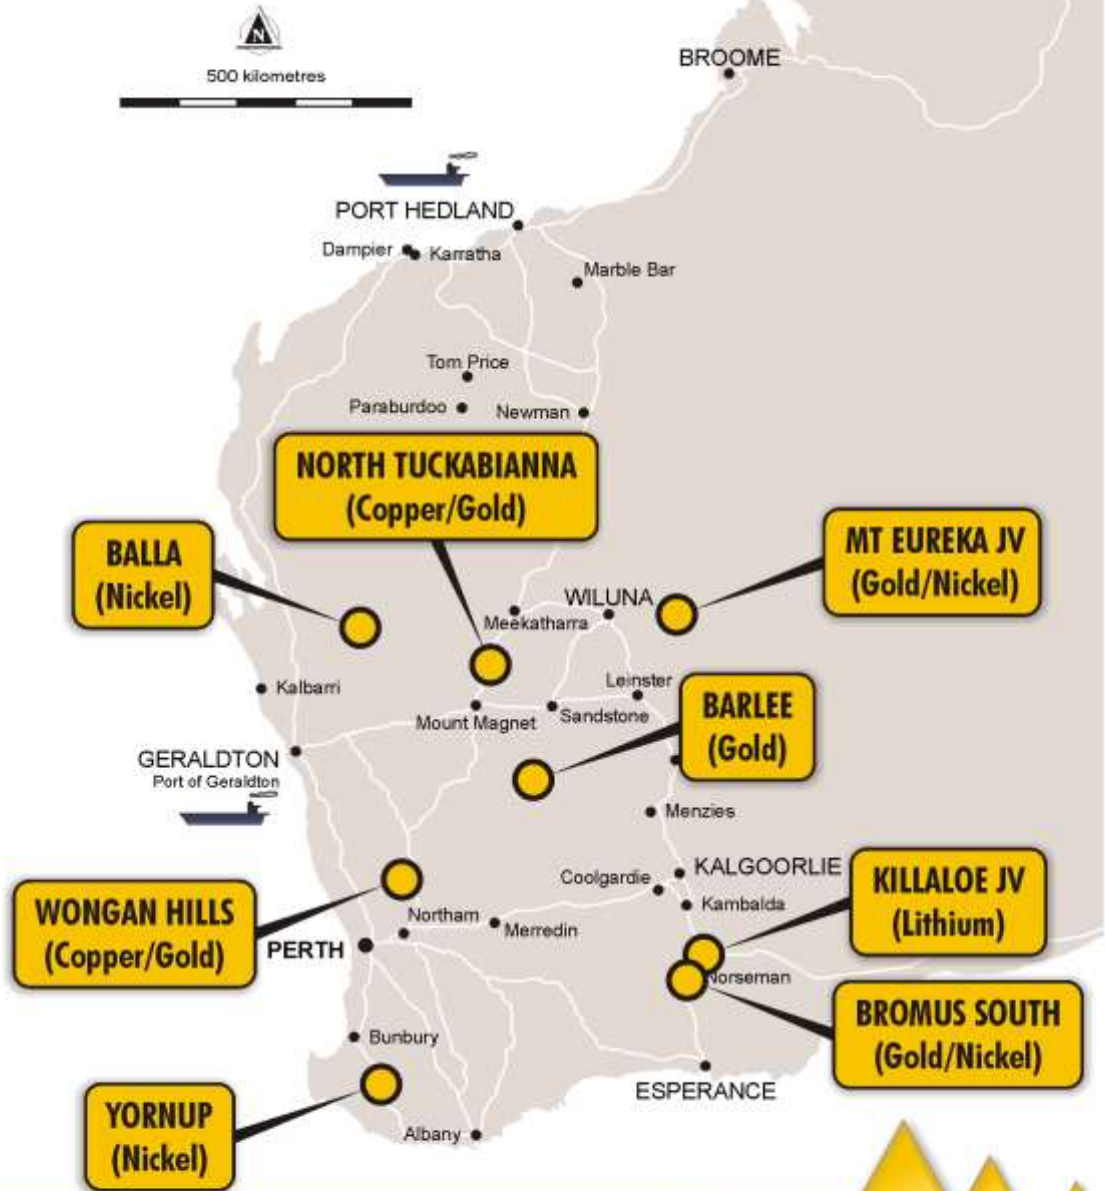 N
500 kilometres
BROOME
PORT HEDLAND
Dampier
Karratha
Marble Bar
Tom Price
Paraburdoo
Newman
NORTH TUCKABIANNA
(Copper/Gold)
BALLA
(Nickel)
MT EUREKA JV
(Gold/Nickel)
WILUNA
Meekatharra
Kalbarri
Leinster
Mount Magnet
Sandstone
BARLEE
(Gold)
GERALDTON
Port of Geraldton
Menzies
KALGOORLIE
Coolgardie
Kambalda
KILLALOE JV
(Lithium)
WONGAN HILLS
(Copper/Gold)
Northam
Merredin
PERTH
Norseman
BROMUS SOUTH
(Gold/Nickel)
Bunbury
ESPERANCE
YORNUP
(Nickel)
Albany